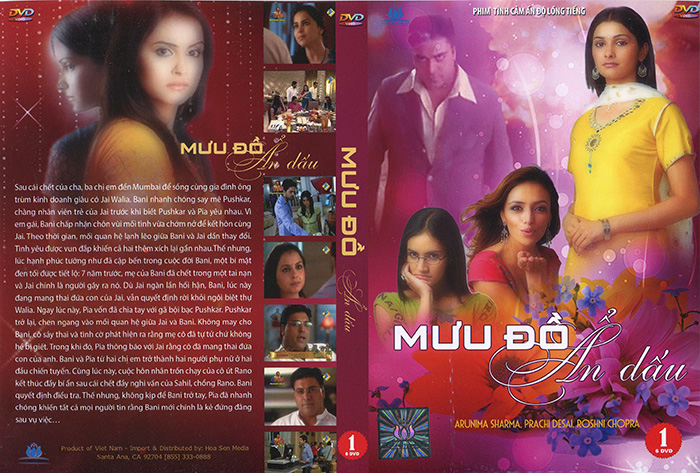 DVD
MƯU ĐỒ
Ẩn dấu
Sau cái chết của cha, ba chị em đến Mumbai để sống cùng gia đình ông
trùm kinh doanh giầu có Jai Walia. Bani nhanh chóng say mê Pushkar,
chàng nhân viên trẻ của Jai trước khi biết Pushkar và Pia yêu nhau. Vì
em gái, Bani chấp nhận chôn vùi mối tình vừa chớm nở để kết hôn cùng
Jai. Theo thời gian, mối quan hệ lạnh lẽo giữa Bani và Jai dần thay đổi.
Tình yêu được vun đắp khiến cả hai thêm xích lại gần nhau. Thế nhưng,
lúc hạnh phúc tưởng như đã cập bến trong cuộc đời Bani, một bí mật
đen tối được tiết lộ: 7 năm trước, mẹ của Bani đã chết trong một tai nạn
và Jai chính là người gây ra nó. Dù Jai ngàn lần hối hận, Bani, lúc này
đang mang thai đứa con của Jai, vẫn quyết định rời khỏi ngôi biệt thự
Walia. Ngay lúc này, Pia vốn đã chia tay với gã bội bạc Pushkar. Pushkar
trở lại, chen ngang vào mối quan hệ giữa Jai và Bani. Không may cho
Bani, cô sảy thai và tình cờ phát hiện ra rằng mẹ cô đã tự tử chứ không
hề bị giết. Trong khi đó, Pia thông báo với Jai rằng cô đã mang thai đứa
con của anh. Bani và Pia từ hai chị em trở thành hai người phụ nữ ở hai
đầu chiến tuyến. Cùng lúc này, cuộc hôn nhân trốn chạy của cô út Rano
kết thúc đầy bí ẩn sau cái chết đầy nghi vấn của Sahil, chồng Rano. Bani
quyết định điều tra. Thế nhưng, không kịp để Bani trở tay, Pia đã nhanh
chóng khiến tất cả mọi người tin rằng Bani mới chính là kẻ đứng đằng
sau vụ việc...
Product of Viet Nam - Import & Distributed by: Hoa Sen Media
Santa Ana, CA 92704 [855] 333-0888
DVD
MƯU ĐỒ
Ẩn dấu
1
6 DVD
PHIM TÌNH CẢM ẤN ĐỘ LỒNG TIẾNG
DVD
MƯU ĐỒ
Ẩn dấu
ARUNIMA SHARMA, PRACHI DESAI, ROSHNI CHOPRA
1
6 DVD